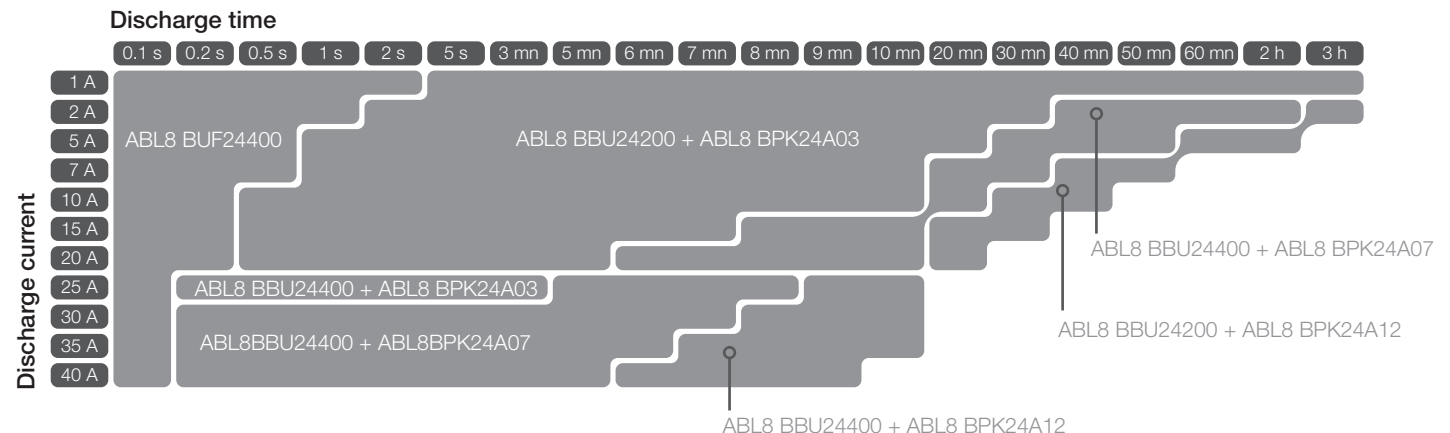 Discharge time
0.1 s 0.2 s 0.5 s 1 s 2 s 5 s 3 mn 5 mn 6 mn 7 mn 8 mn 9 mn 10 mn 20 mn 30 mn 40 mn 50 mn 60 mn 2 h 3 h
Discharge current
1 A
2 A
5 A
7 A
10 A
15 A
20 A
25 A
30 A
35 A
40 A
ABL8 BUF24400
ABL8 BBU24200 + ABL8 BPK24A03
ABL8 BBU24400 + ABL8 BPK24A07
ABL8 BBU24400 + ABL8 BPK24A03
ABL8 BBU24200 + ABL8 BPK24A12
ABL8BBU24400 + ABL8BPK24A07
ABL8 BBU24400 + ABL8 BPK24A12